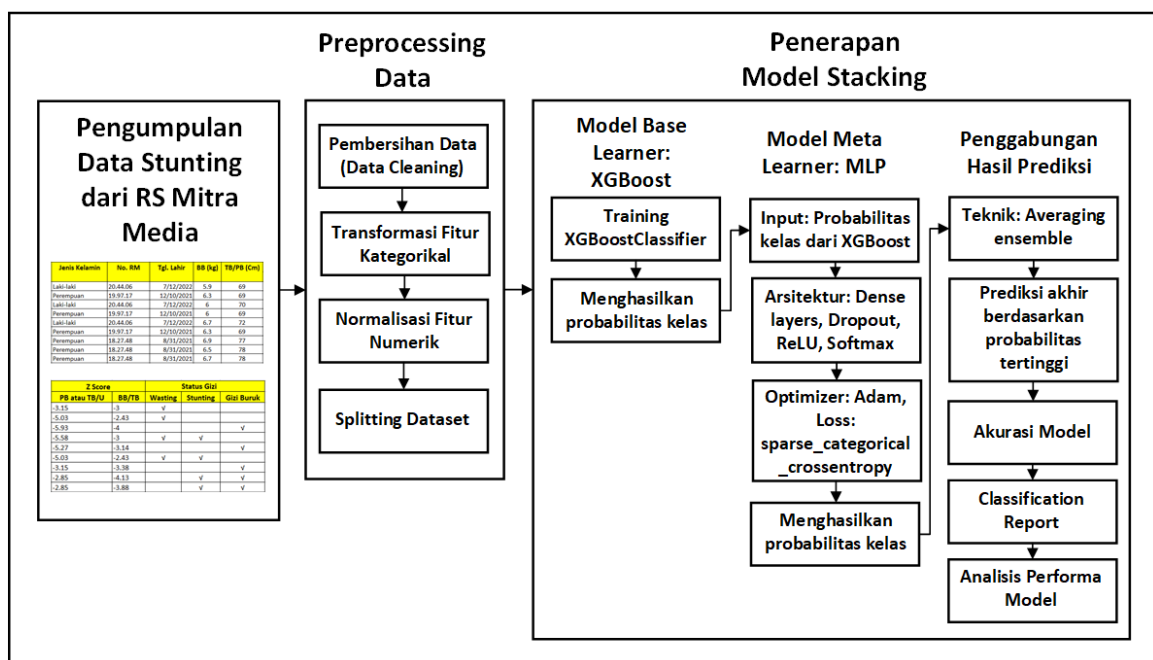 Pengumpulan
Data Stunting
dari RS Mitra
Media
Jenis Kelamin No. RM Tgl. Lahir BB (kg) TB/PB (Cm)
Laki-laki 20.44.06 7/12/2022 5.9 69
Perempuan 19.97.17 12/10/2021 6.3 69
Laki-laki 20.44.06 7/12/2022 6 70
Perempuan 19.97.17 12/10/2021 6 69
Laki-laki 20.44.06 7/12/2022 6.7 72
Perempuan 19.97.17 12/10/2021 6.3 69
Perempuan 18.27.48 8/31/2021 6.9 77
Perempuan 18.27.48 8/31/2021 6.5 78
Perempuan 18.27.48 8/31/2021 6.7 78
Z Score Status Gizi
PB atau TB/U BB/TB Wasting Stunting Gizi Buruk
-3.15 -3 √
-5.03 -2.43 √
-5.93 -4 √
-5.58 -3 √ √
-5.27 -3.14 √
-5.03 -2.43 √ √
-3.15 -3.38 √
-2.85 -4.13 √ √
-2.85 -3.88 √ √
Preprocessing
Data
Pembersihan Data
(Data Cleaning)
Transformasi Fitur
Kategorikal
Normalisasi Fitur
Numerik
Splitting Dataset
Penerapan
Model Stacking
Model Base
Learner:
XGBoost
Training
XGBoostClassifier
Menghasilkan
probabilitas kelas
Model Meta
Learner: MLP
Input: Probabilitas
kelas dari XGBoost
Arsitektur: Dense
layers, Dropout,
ReLU, Softmax
Optimizer: Adam,
Loss:
sparse_categorical
_crossentropy
Menghasilkan
probabilitas kelas
Penggabungan
Hasil Prediksi
Teknik: Averaging
ensemble
Prediksi akhir
berdasarkan
probabilitas
tertinggi
Akurasi Model
Classification
Report
Analisis Performa
Model